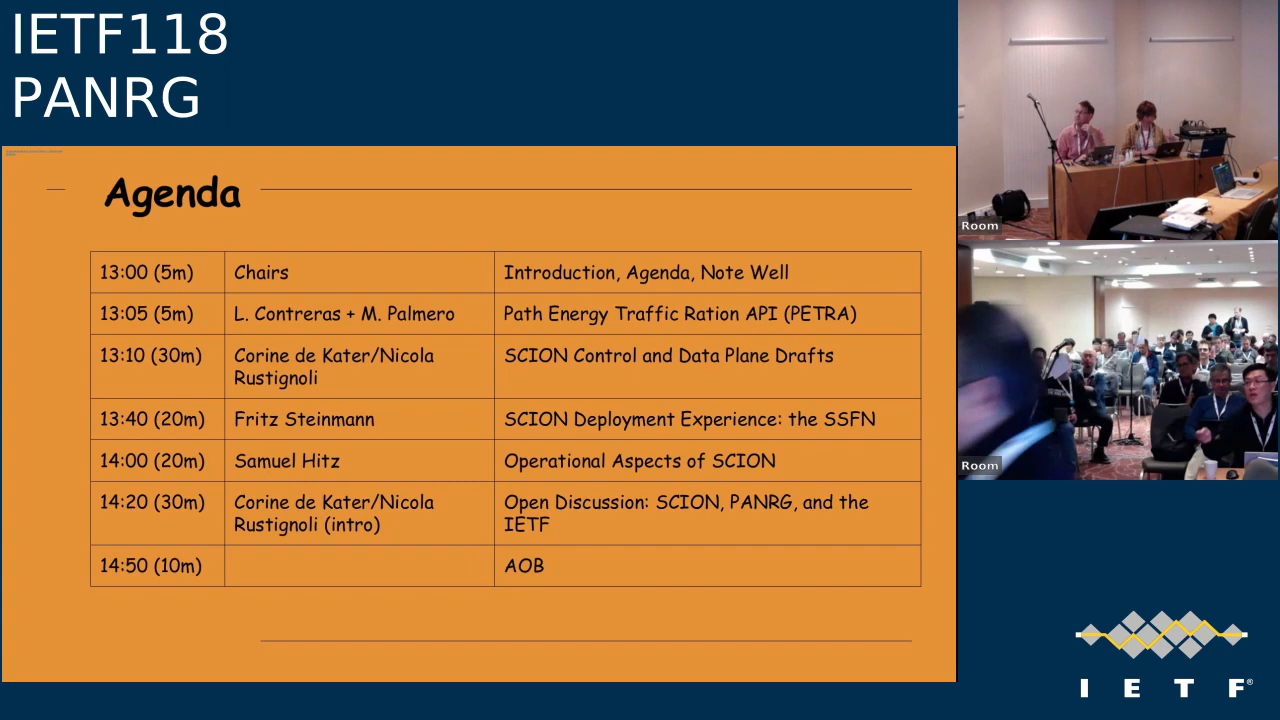 IETF118
PANRG
Agenda
13:00 (5m) Chairs Introduction, Agenda, Note Well
13:05 (5m) L. Contreras + M. Palmero Path Energy Traffic Ration API (PETRA)
13:10 (30m) Corine de Kater/Nicola SCION Control and Data Plane Drafts
Rustignoli
13:40 (20m) Fritz Steinmann SCION Deployment Experience: the SSFN
14:00 (20m) Samuel Hitz Operational Aspects of SCION
14:20 (30m) Corine de Kater/Nicola Open Discussion: SCION, PANRG, and the
Rustignoli (intro) IETF
14:50 (10m) AOB
Room
Room
I E T F®